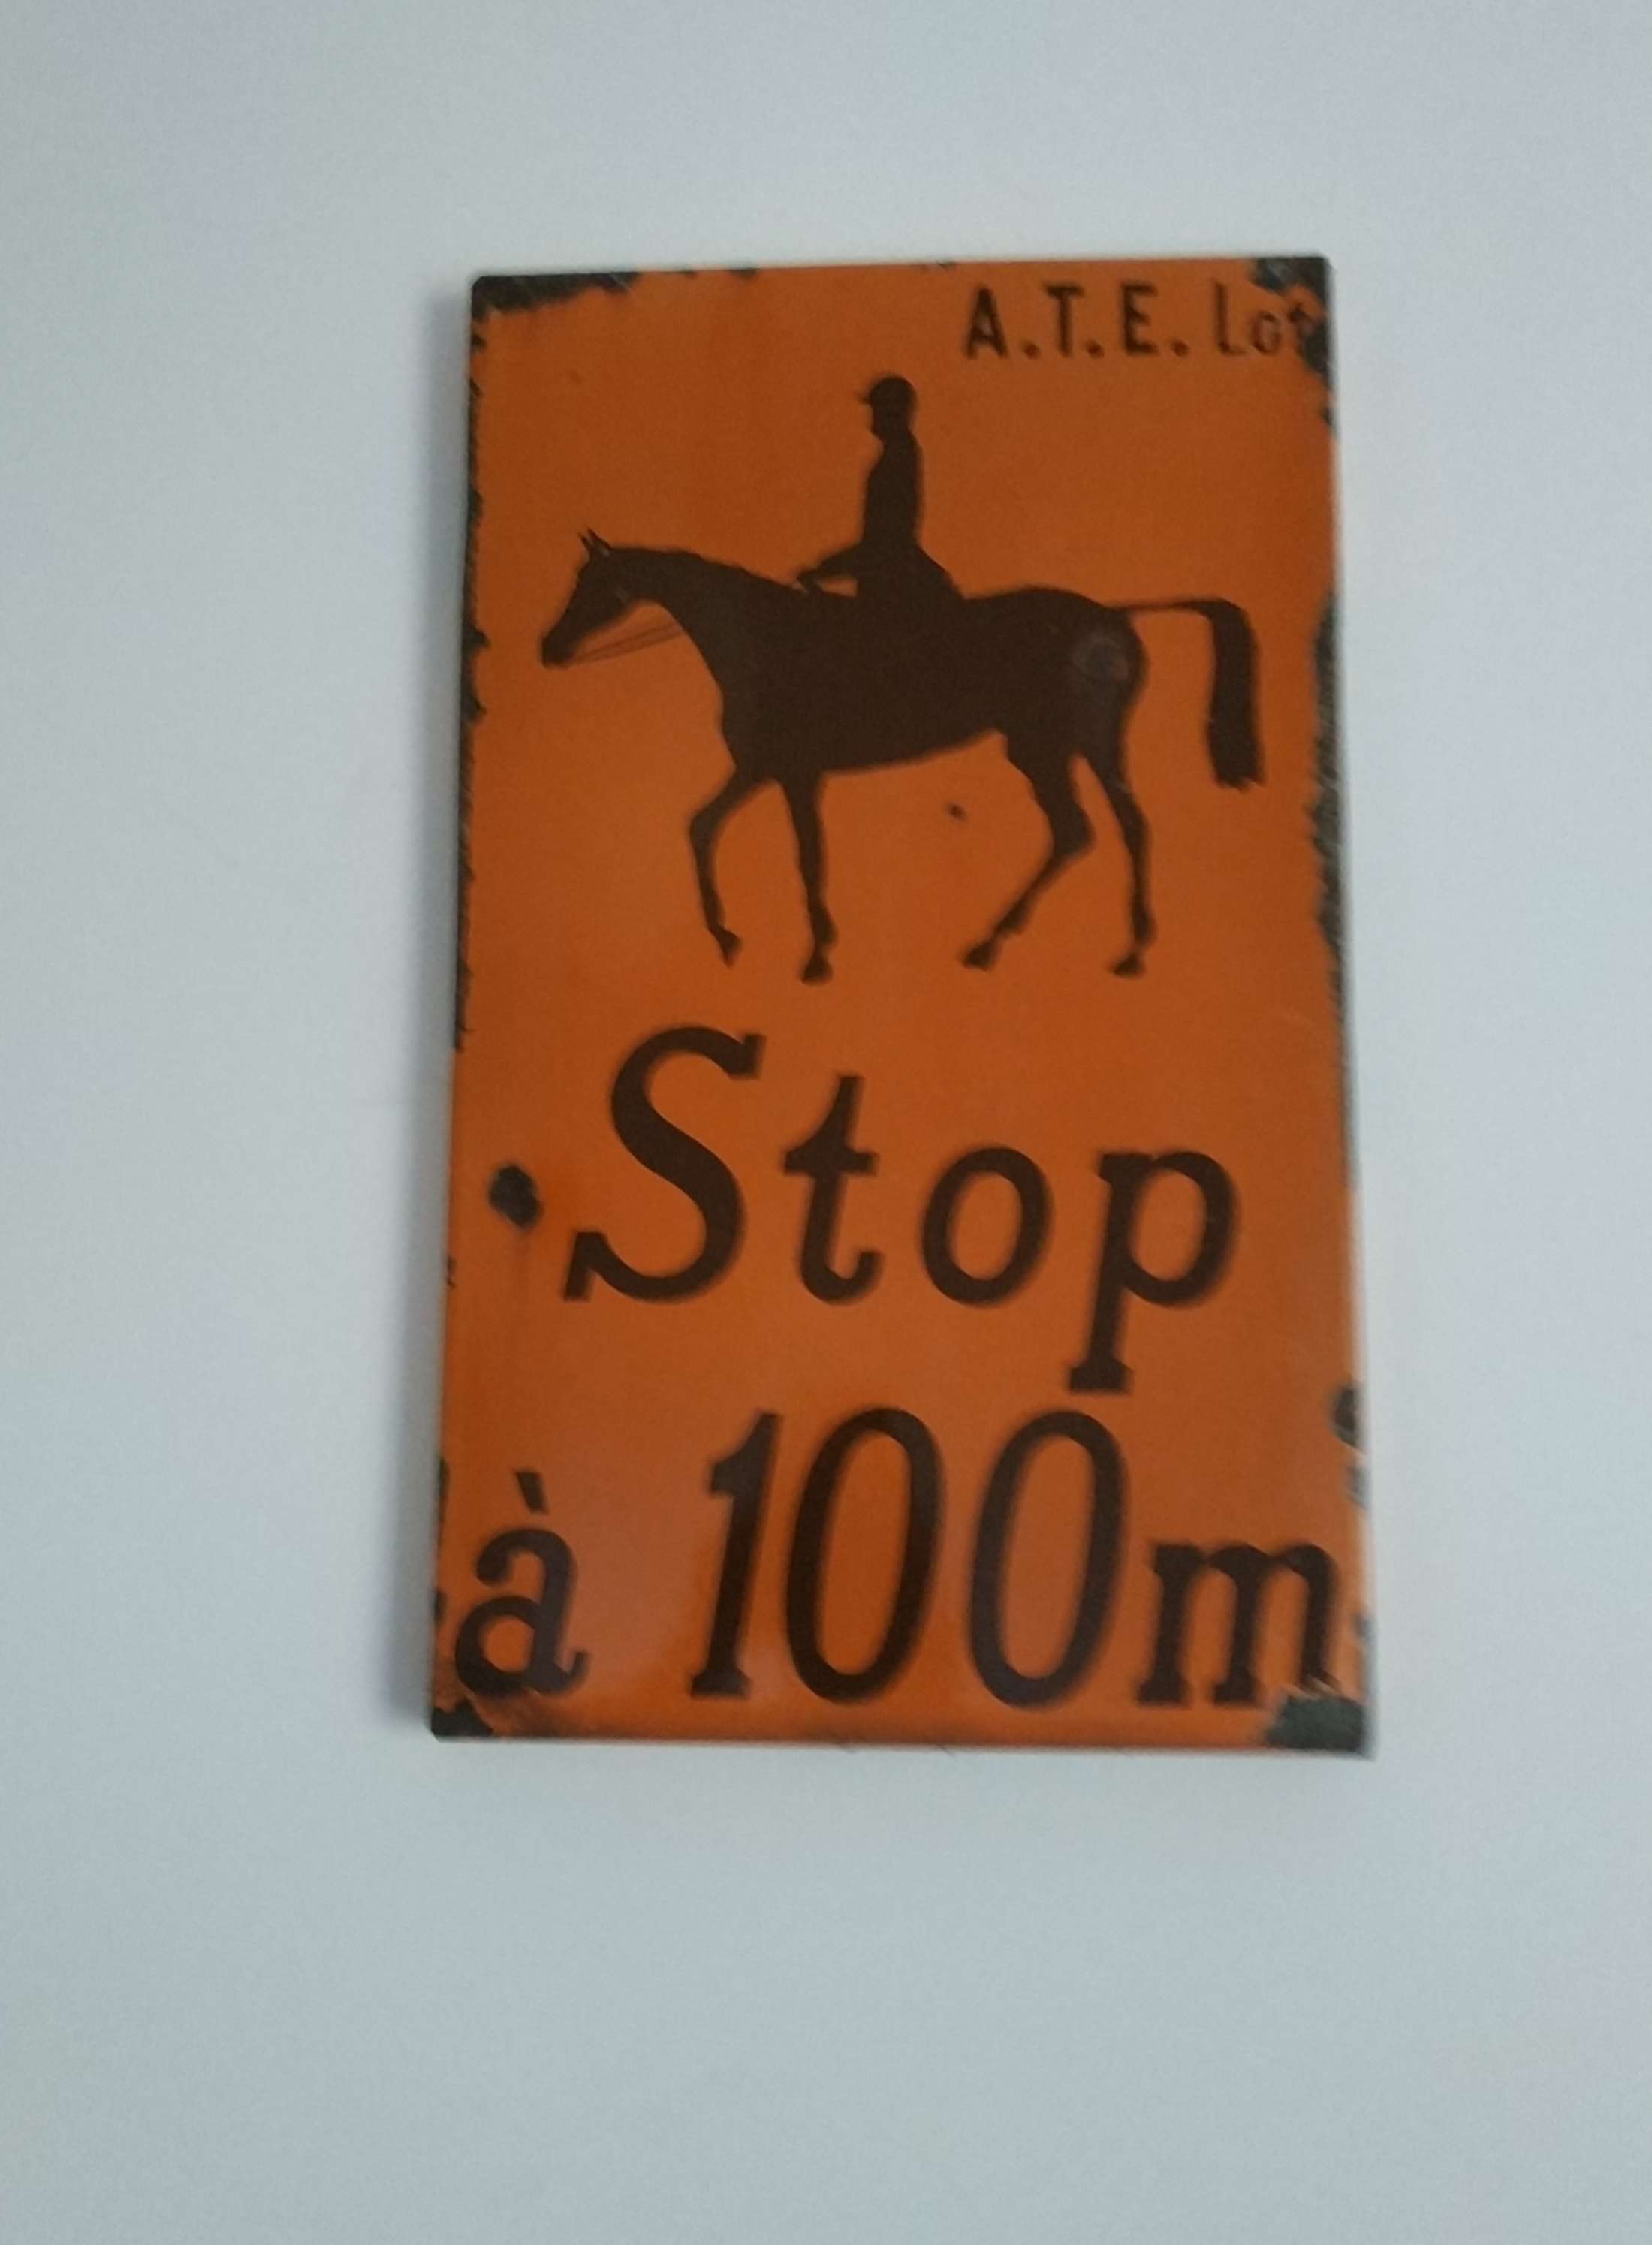 A.T.E. Lot
Stop
à 100m